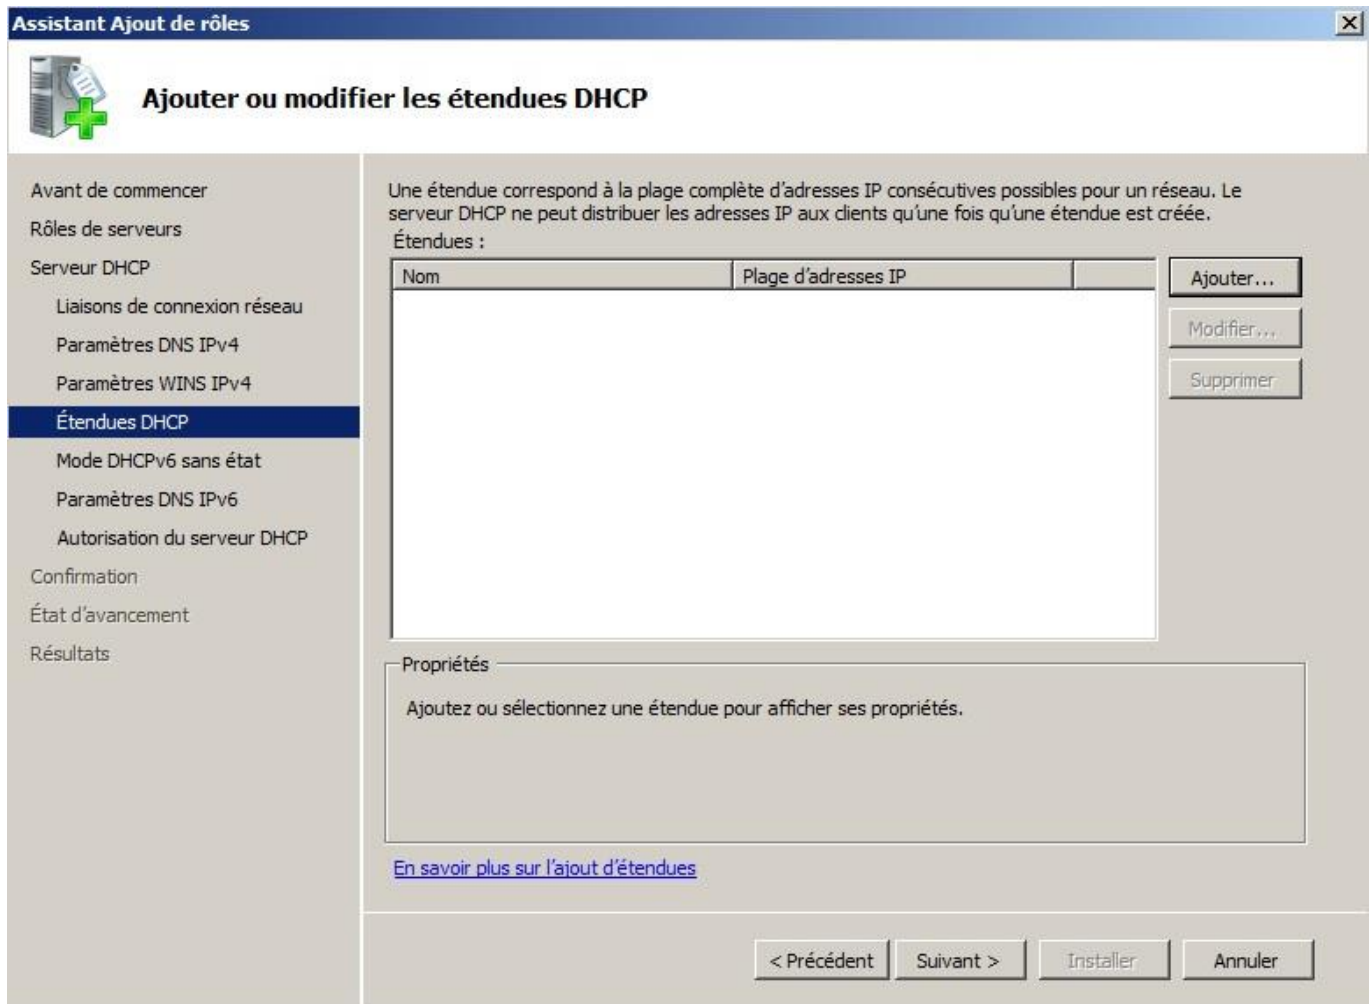 Assistant Ajout de rôles
Ajouter ou modifier les étendues DHCP
Avant de commencer
Rôles de serveurs
Serveur DHCP
Liaisons de connexion réseau
Paramètres DNS IPv4
Paramètres WINS IPv4
Étendues DHCP
Mode DHCPv6 sans état
Paramètres DNS IPv6
Autorisation du serveur DHCP
Confirmation
État d'avancement
Résultats
Une étendue correspond à la plage complète d'adresses IP consécutives possibles pour un réseau. Le
serveur DHCP ne peut distribuer les adresses IP aux clients qu'une fois qu'une étendue est créée.
Étendues :
Nom Plage d'adresses IP
Ajouter...
Modifier...
Supprimer
Propriétés
Ajoutez ou sélectionnez une étendue pour afficher ses propriétés.
En savoir plus sur l'ajout d'étendues
< Précédent Suivant > Installer Annuler